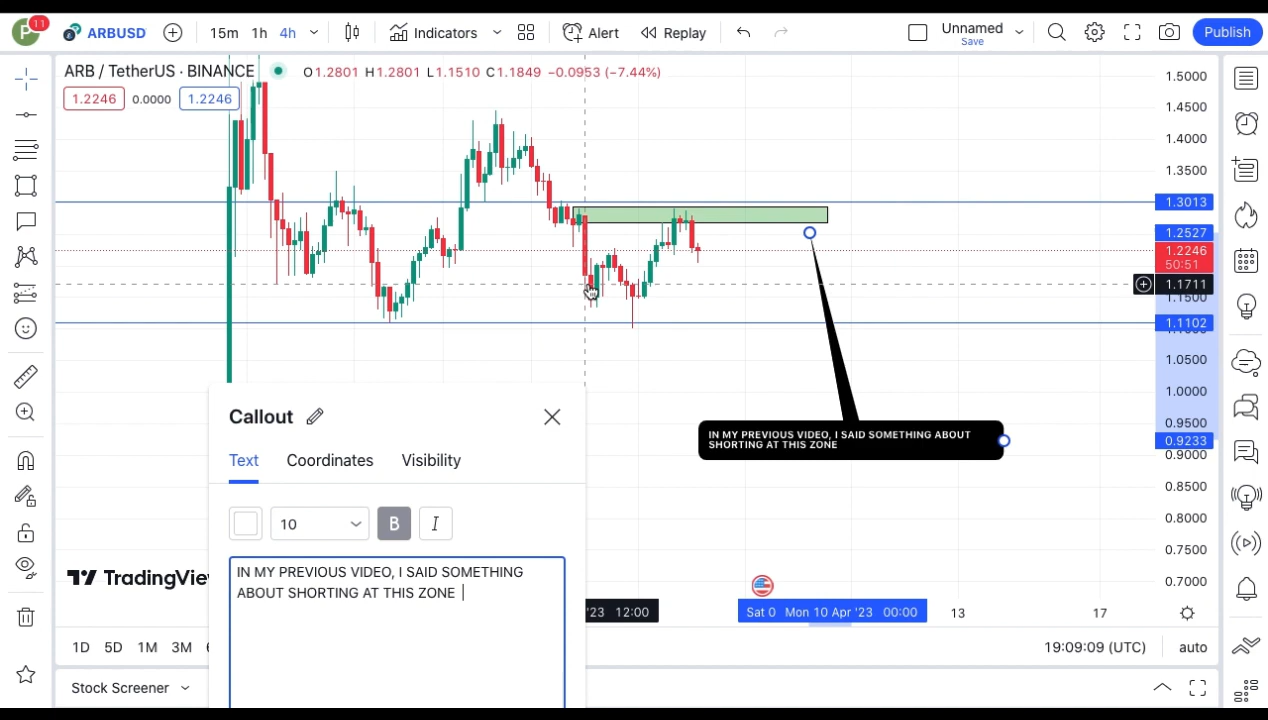 P 11 ARBUSD 15m 1h 4h Indicators Alert Replay Unnamed Save Publish
ARB / TetherUS · BINANCE O1.2801 H1.2801 L1.1510 C1.1849 −0.0953 (−7.44%)
1.2246 0.0000 1.2246
1.5000
1.4500
1.4000
1.3500
1.3013
1.2527
1.2246
50:51
1.1711
1.1500
1.1102
1.0500
1.0000
0.9500
0.9233
0.9000
0.8500
0.8000
0.7500
0.7000
IN MY PREVIOUS VIDEO, I SAID SOMETHING ABOUT
SHORTING AT THIS ZONE
Callout
Text Coordinates Visibility
10 B I
IN MY PREVIOUS VIDEO, I SAID SOMETHING
ABOUT SHORTING AT THIS ZONE
TradingView
'23 12:00 Sat 0 Mon 10 Apr '23 00:00 13 17
1D 5D 1M 3M 19:09:09 (UTC) auto
Stock Screener